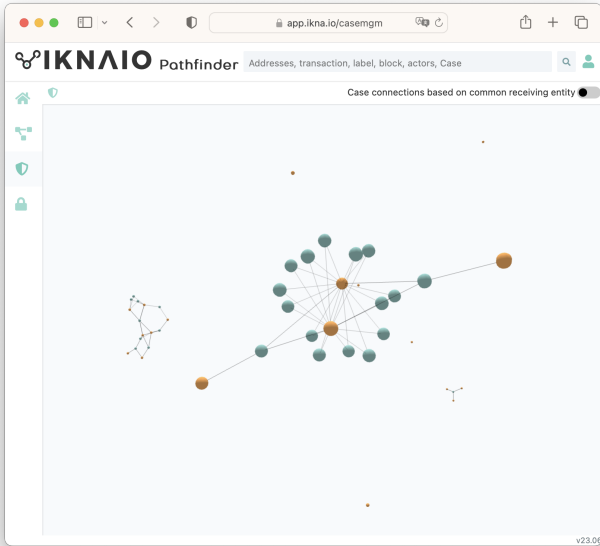 app.ikna.io/casemgm
IKNΛIO Pathfinder
Addresses, transaction, label, block, actors, Case
Case connections based on common receiving entity
v23.06